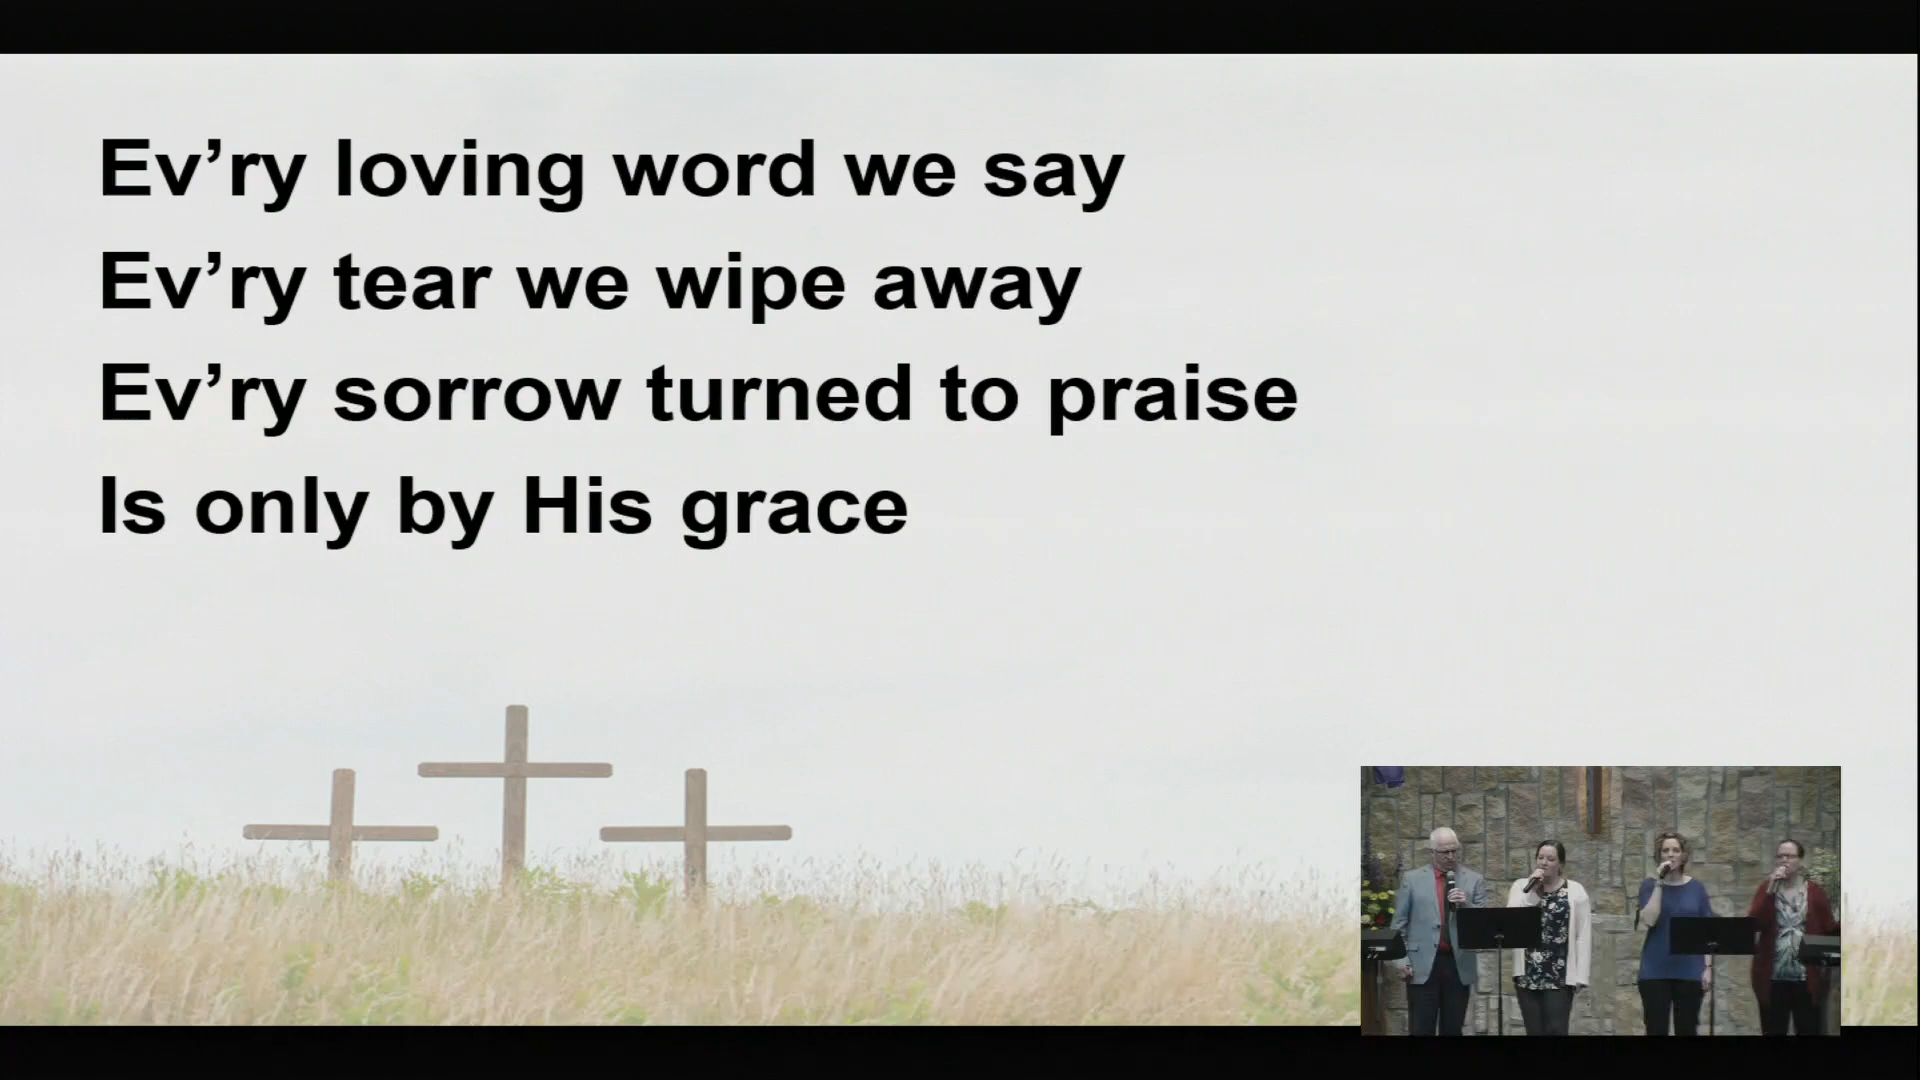 Ev’ry loving word we say
Ev’ry tear we wipe away
Ev’ry sorrow turned to praise
Is only by His grace